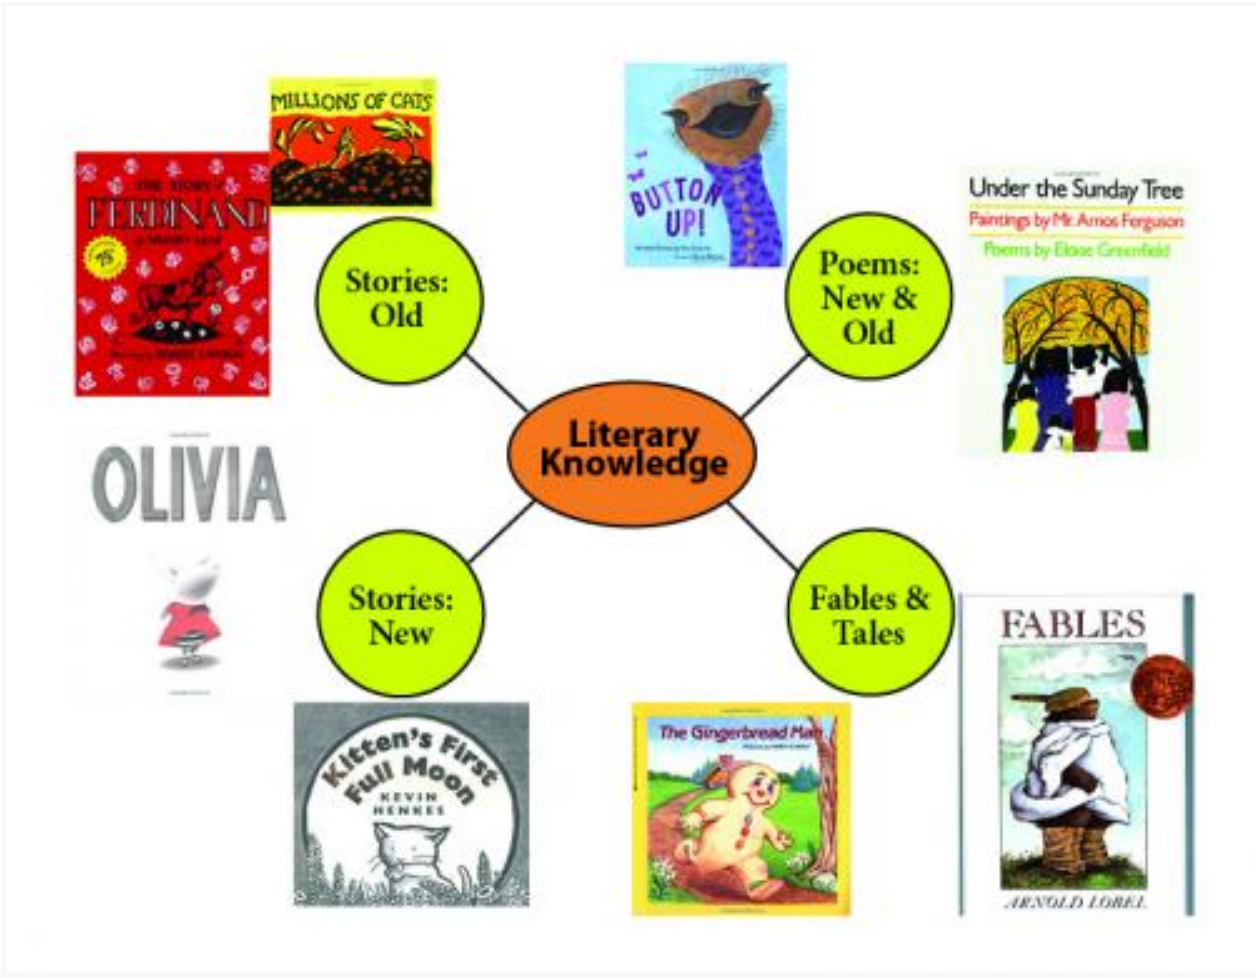 MILLIONS OF CATS
THE STORY of
FERDINAND
75
BUTTON
UP!
Under the Sunday Tree
Paintings by Mr. Amos Ferguson
Poems by Eloise Greenfield
Stories:
Old
Poems:
New &
Old
Literary
Knowledge
OLIVIA
Stories:
New
Fables &
Tales
Kitten's First
Full Moon
KEVIN
HENKES
The Gingerbread Man
FABLES
ARNOLD LOBEL